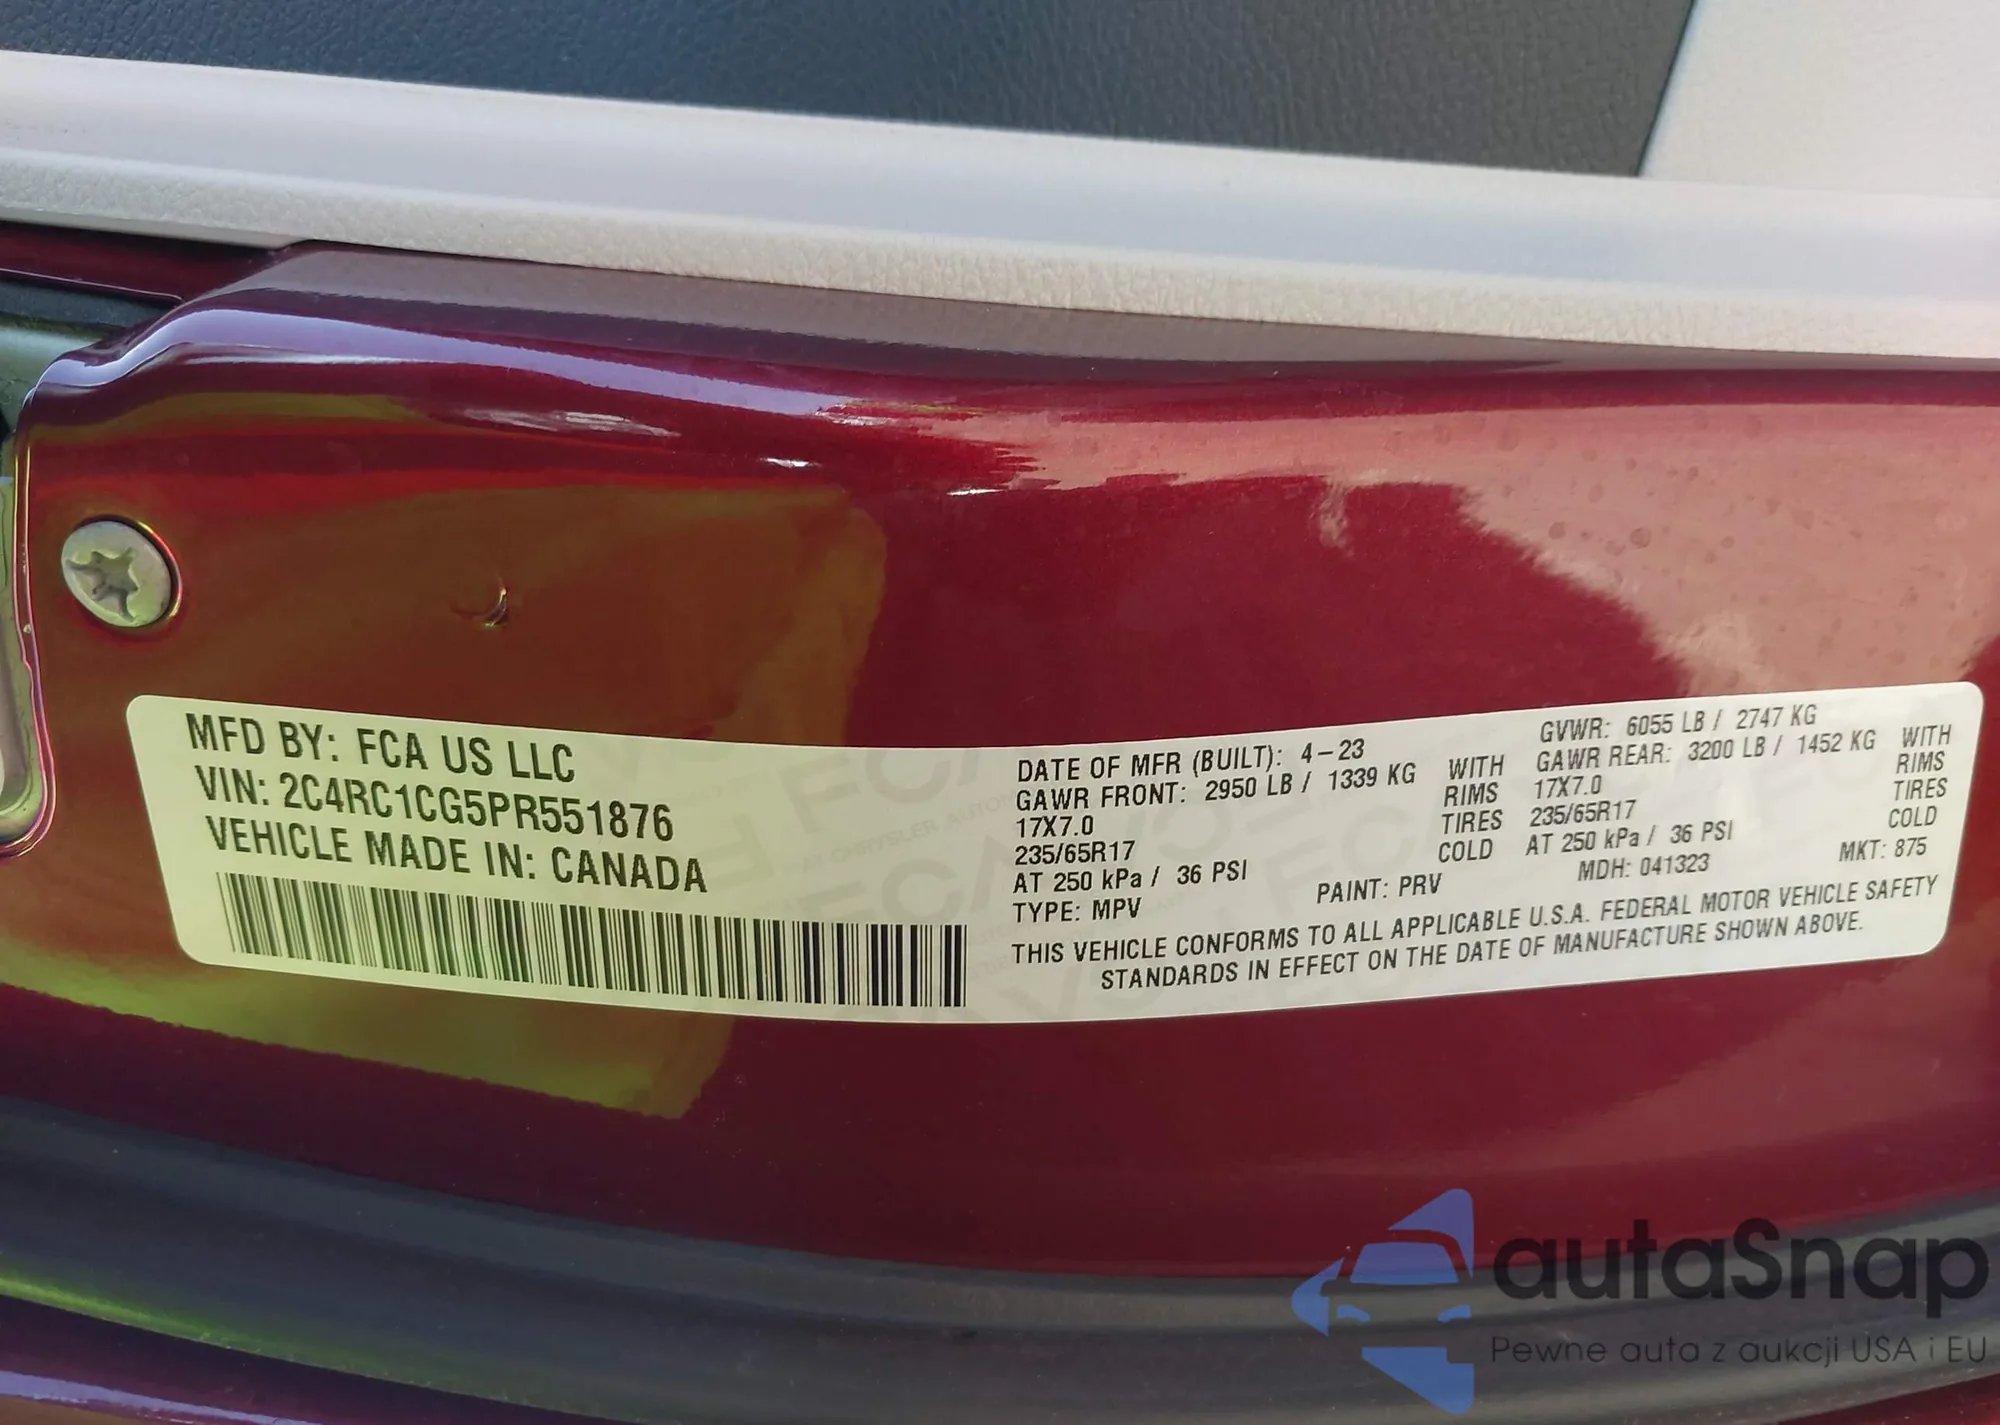 MFD BY: FCA US LLC
VIN: 2C4RC1CG5PR551876
VEHICLE MADE IN: CANADA
DATE OF MFR (BUILT): 4-23 GVWR: 6055 LB / 2747 KG
GAWR FRONT: 2950 LB / 1339 KG WITH GAWR REAR: 3200 LB / 1452 KG WITH
17X7.0 RIMS 17X7.0 RIMS
235/65R17 TIRES 235/65R17 TIRES
AT 250 kPa / 36 PSI COLD AT 250 kPa / 36 PSI COLD
TYPE: MPV PAINT: PRV MDH: 041323 MKT: 875
THIS VEHICLE CONFORMS TO ALL APPLICABLE U.S.A. FEDERAL MOTOR VEHICLE SAFETY
STANDARDS IN EFFECT ON THE DATE OF MANUFACTURE SHOWN ABOVE.
autaSnap
Pewne auta z aukcji USA i EU